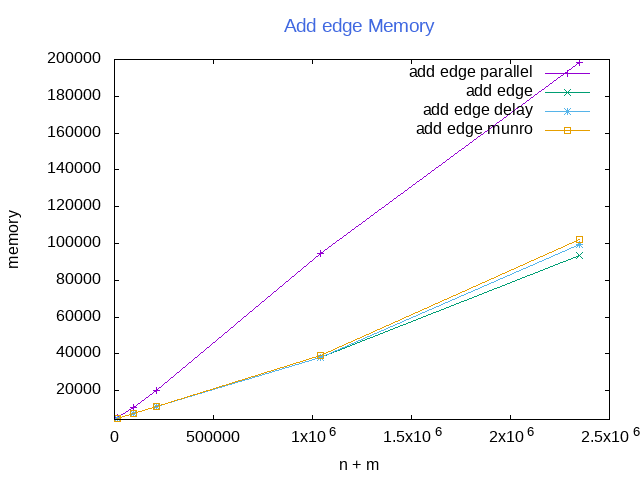 Add edge Memory
200000
180000
160000
140000
120000
100000
80000
60000
40000
20000
memory
add edge parallel
add edge
add edge delay
add edge munro
0 500000 1x10^6 1.5x10^6 2x10^6 2.5x10^6
n + m